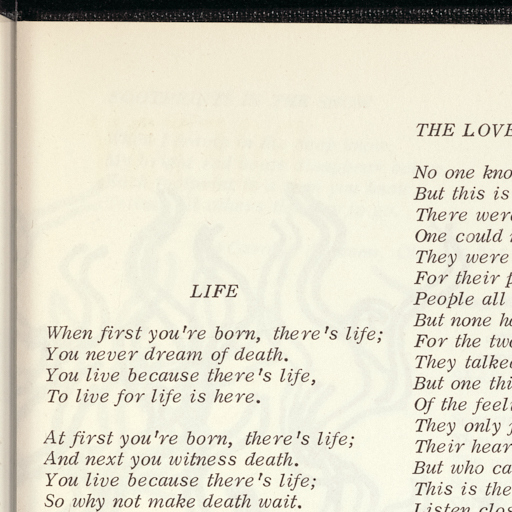 LIFE
When first you're born, there's life;
You never dream of death.
You live because there's life,
To live for life is here.
At first you're born, there's life;
And next you witness death.
You live because there's life;
So why not make death wait.
THE LOVE
No one kno
But this is
There were
One could
They were
For their
People all
But none h
For the tw
They talked
But one thi
Of the feeli
They only
Their hear
But who ca
This is the
Listen clos